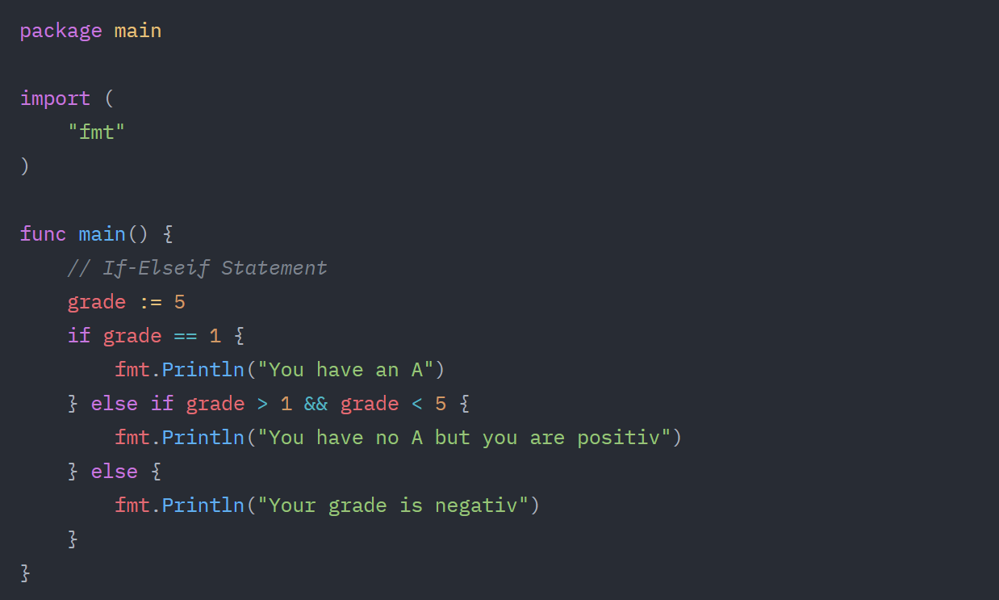 package main
import (
    "fmt"
)
func main() {
    // If-Elseif Statement
    grade := 5
    if grade == 1 {
        fmt.Println("You have an A")
    } else if grade > 1 && grade < 5 {
        fmt.Println("You have no A but you are positiv")
    } else {
        fmt.Println("Your grade is negativ")
    }
}